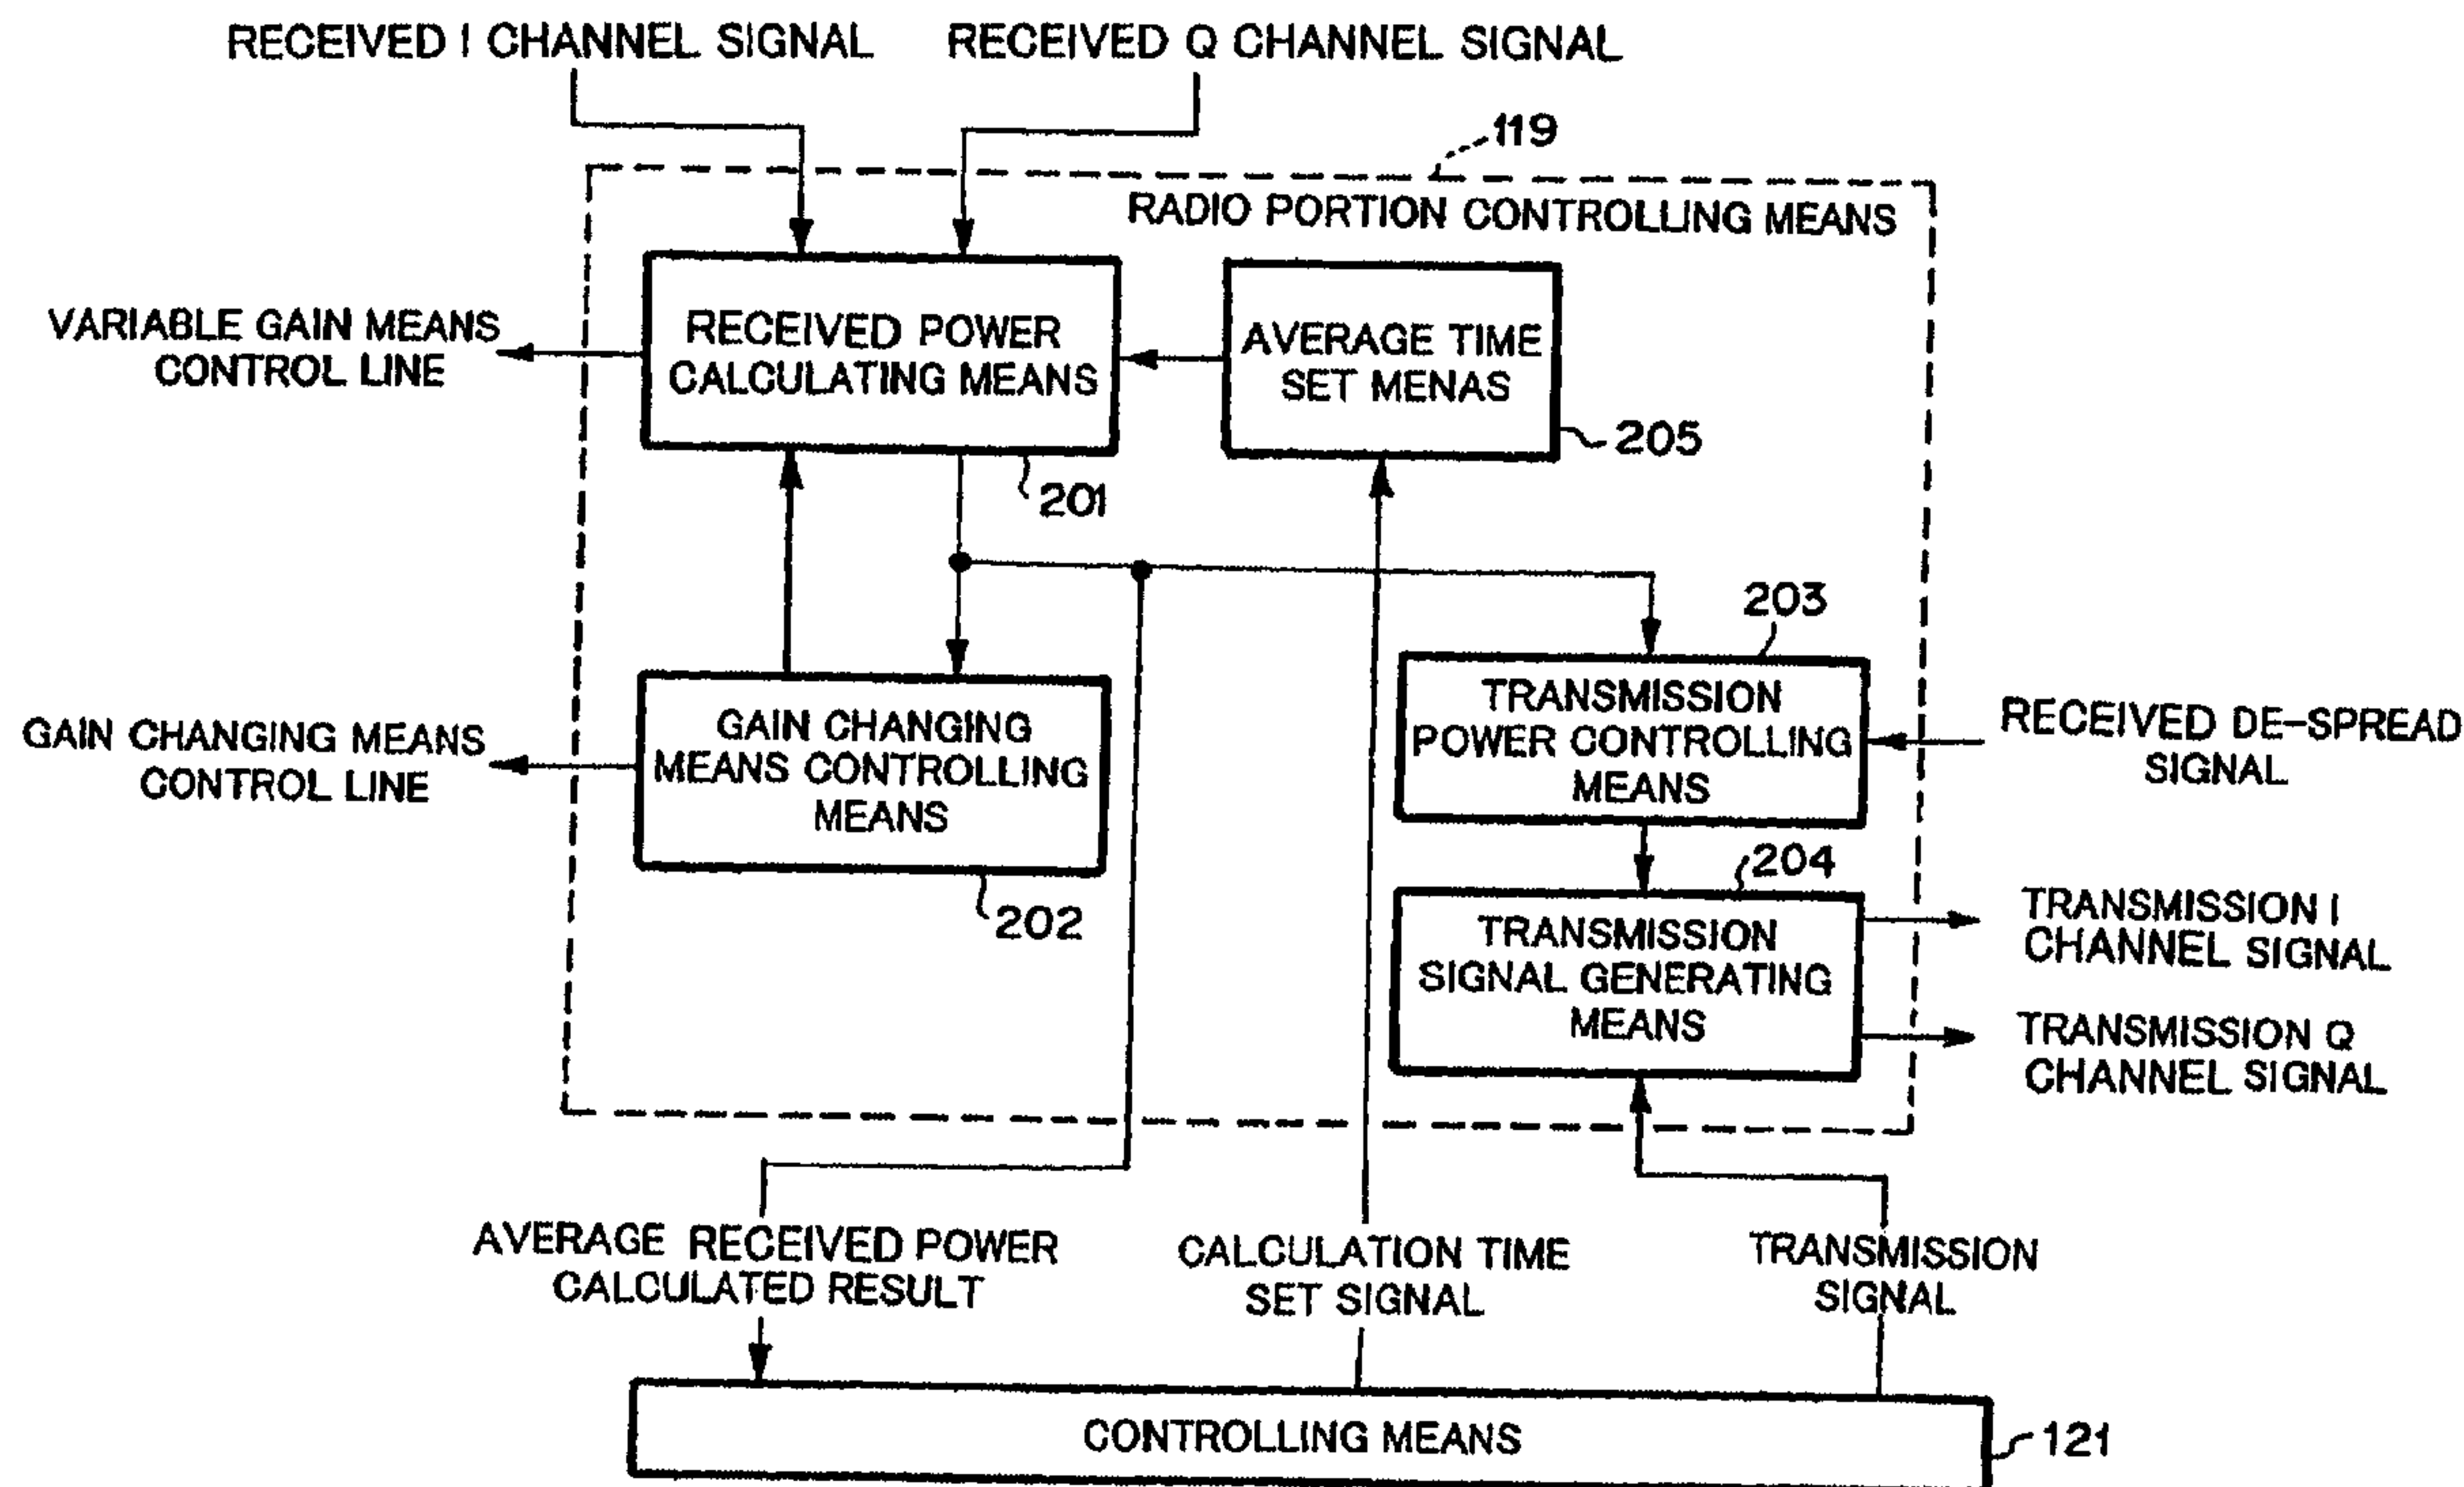 RECEIVED I CHANNEL SIGNAL
RECEIVED Q CHANNEL SIGNAL
119
RADIO PORTION CONTROLLING MEANS
VARIABLE GAIN MEANS
CONTROL LINE
RECEIVED POWER
CALCULATING MEANS
AVERAGE TIME
SET MENAS
205
201
203
GAIN CHANGING MEANS
CONTROL LINE
GAIN CHANGING
MEANS CONTROLLING
MEANS
202
TRANSMISSION
POWER CONTROLLING
MEANS
RECEIVED DE-SPREAD
SIGNAL
204
TRANSMISSION
SIGNAL GENERATING
MEANS
TRANSMISSION I
CHANNEL SIGNAL
TRANSMISSION Q
CHANNEL SIGNAL
AVERAGE RECEIVED POWER
CALCULATED RESULT
CALCULATION TIME
SET SIGNAL
TRANSMISSION
SIGNAL
CONTROLLING MEANS
121